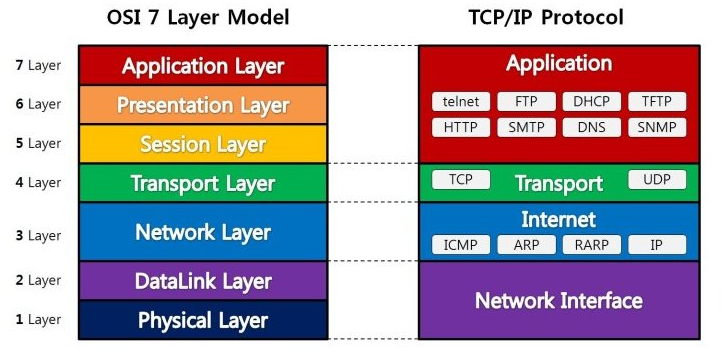 OSI 7 Layer Model
7 Layer
Application Layer
6 Layer
Presentation Layer
5 Layer
Session Layer
4 Layer
Transport Layer
3 Layer
Network Layer
2 Layer
DataLink Layer
1 Layer
Physical Layer
TCP/IP Protocol
Application
telnet FTP DHCP TFTP
HTTP SMTP DNS SNMP
TCP Transport UDP
Internet
ICMP ARP RARP IP
Network Interface